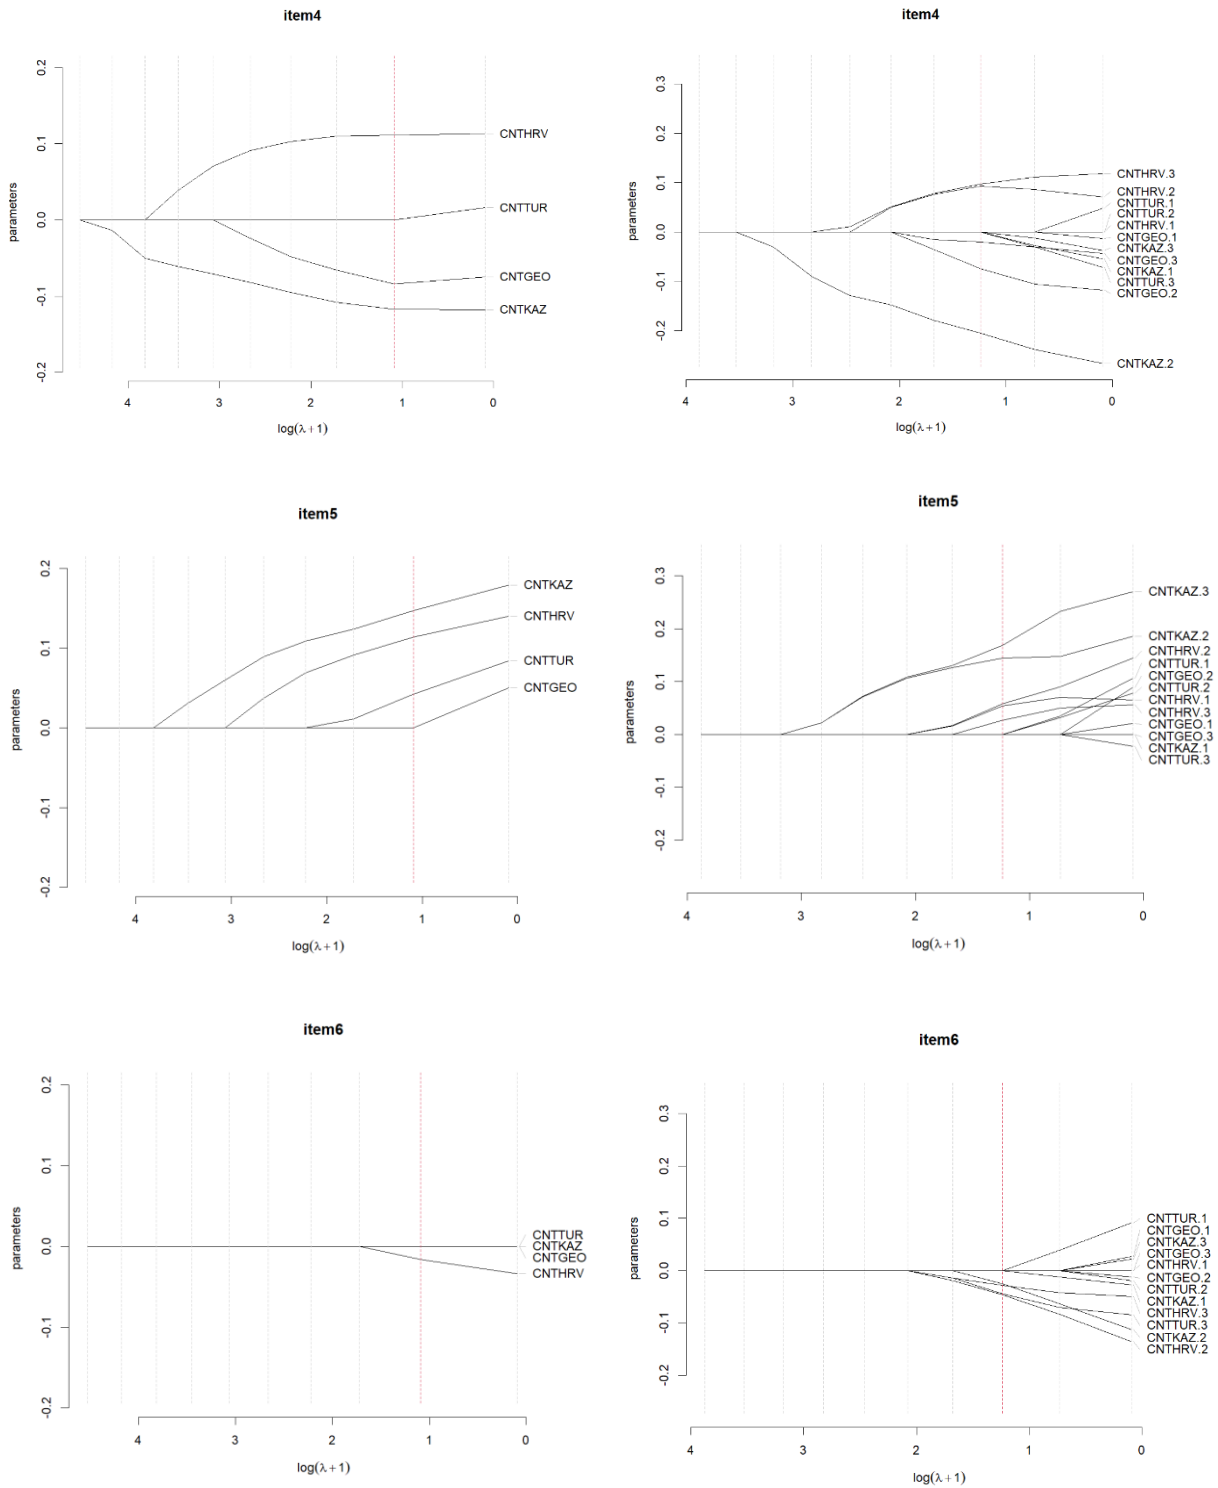 item4
0.2
0.1
0.0
-0.1
-0.2
parameters
CNTHRV
CNTTUR
CNTGEO
CNTKAZ
4 3 2 1 0
log(λ+1)
item4
0.3
0.2
0.1
0.0
-0.1
-0.2
parameters
CNTHRV.3
CNTHRV.2
CNTTUR.1
CNTTUR.2
CNTHRV.1
CNTGEO.1
CNTKAZ.3
CNTGEO.3
CNTKAZ.1
CNTTUR.3
CNTGEO.2
CNTKAZ.2
4 3 2 1 0
log(λ+1)
item5
0.2
0.1
0.0
-0.1
-0.2
parameters
CNTKAZ
CNTHRV
CNTTUR
CNTGEO
4 3 2 1 0
log(λ+1)
item5
0.3
0.2
0.1
0.0
-0.1
-0.2
parameters
CNTKAZ.3
CNTKAZ.2
CNTHRV.2
CNTTUR.1
CNTGEO.2
CNTTUR.2
CNTHRV.1
CNTHRV.3
CNTGEO.1
CNTGEO.3
CNTKAZ.1
CNTTUR.3
4 3 2 1 0
log(λ+1)
item6
0.2
0.1
0.0
-0.1
-0.2
parameters
CNTTUR
CNTKAZ
CNTGEO
CNTHRV
4 3 2 1 0
log(λ+1)
item6
0.3
0.2
0.1
0.0
-0.1
-0.2
parameters
CNTTUR.1
CNTGEO.1
CNTKAZ.3
CNTGEO.3
CNTHRV.1
CNTGEO.2
CNTTUR.2
CNTKAZ.1
CNTHRV.3
CNTTUR.3
CNTKAZ.2
CNTHRV.2
4 3 2 1 0
log(λ+1)